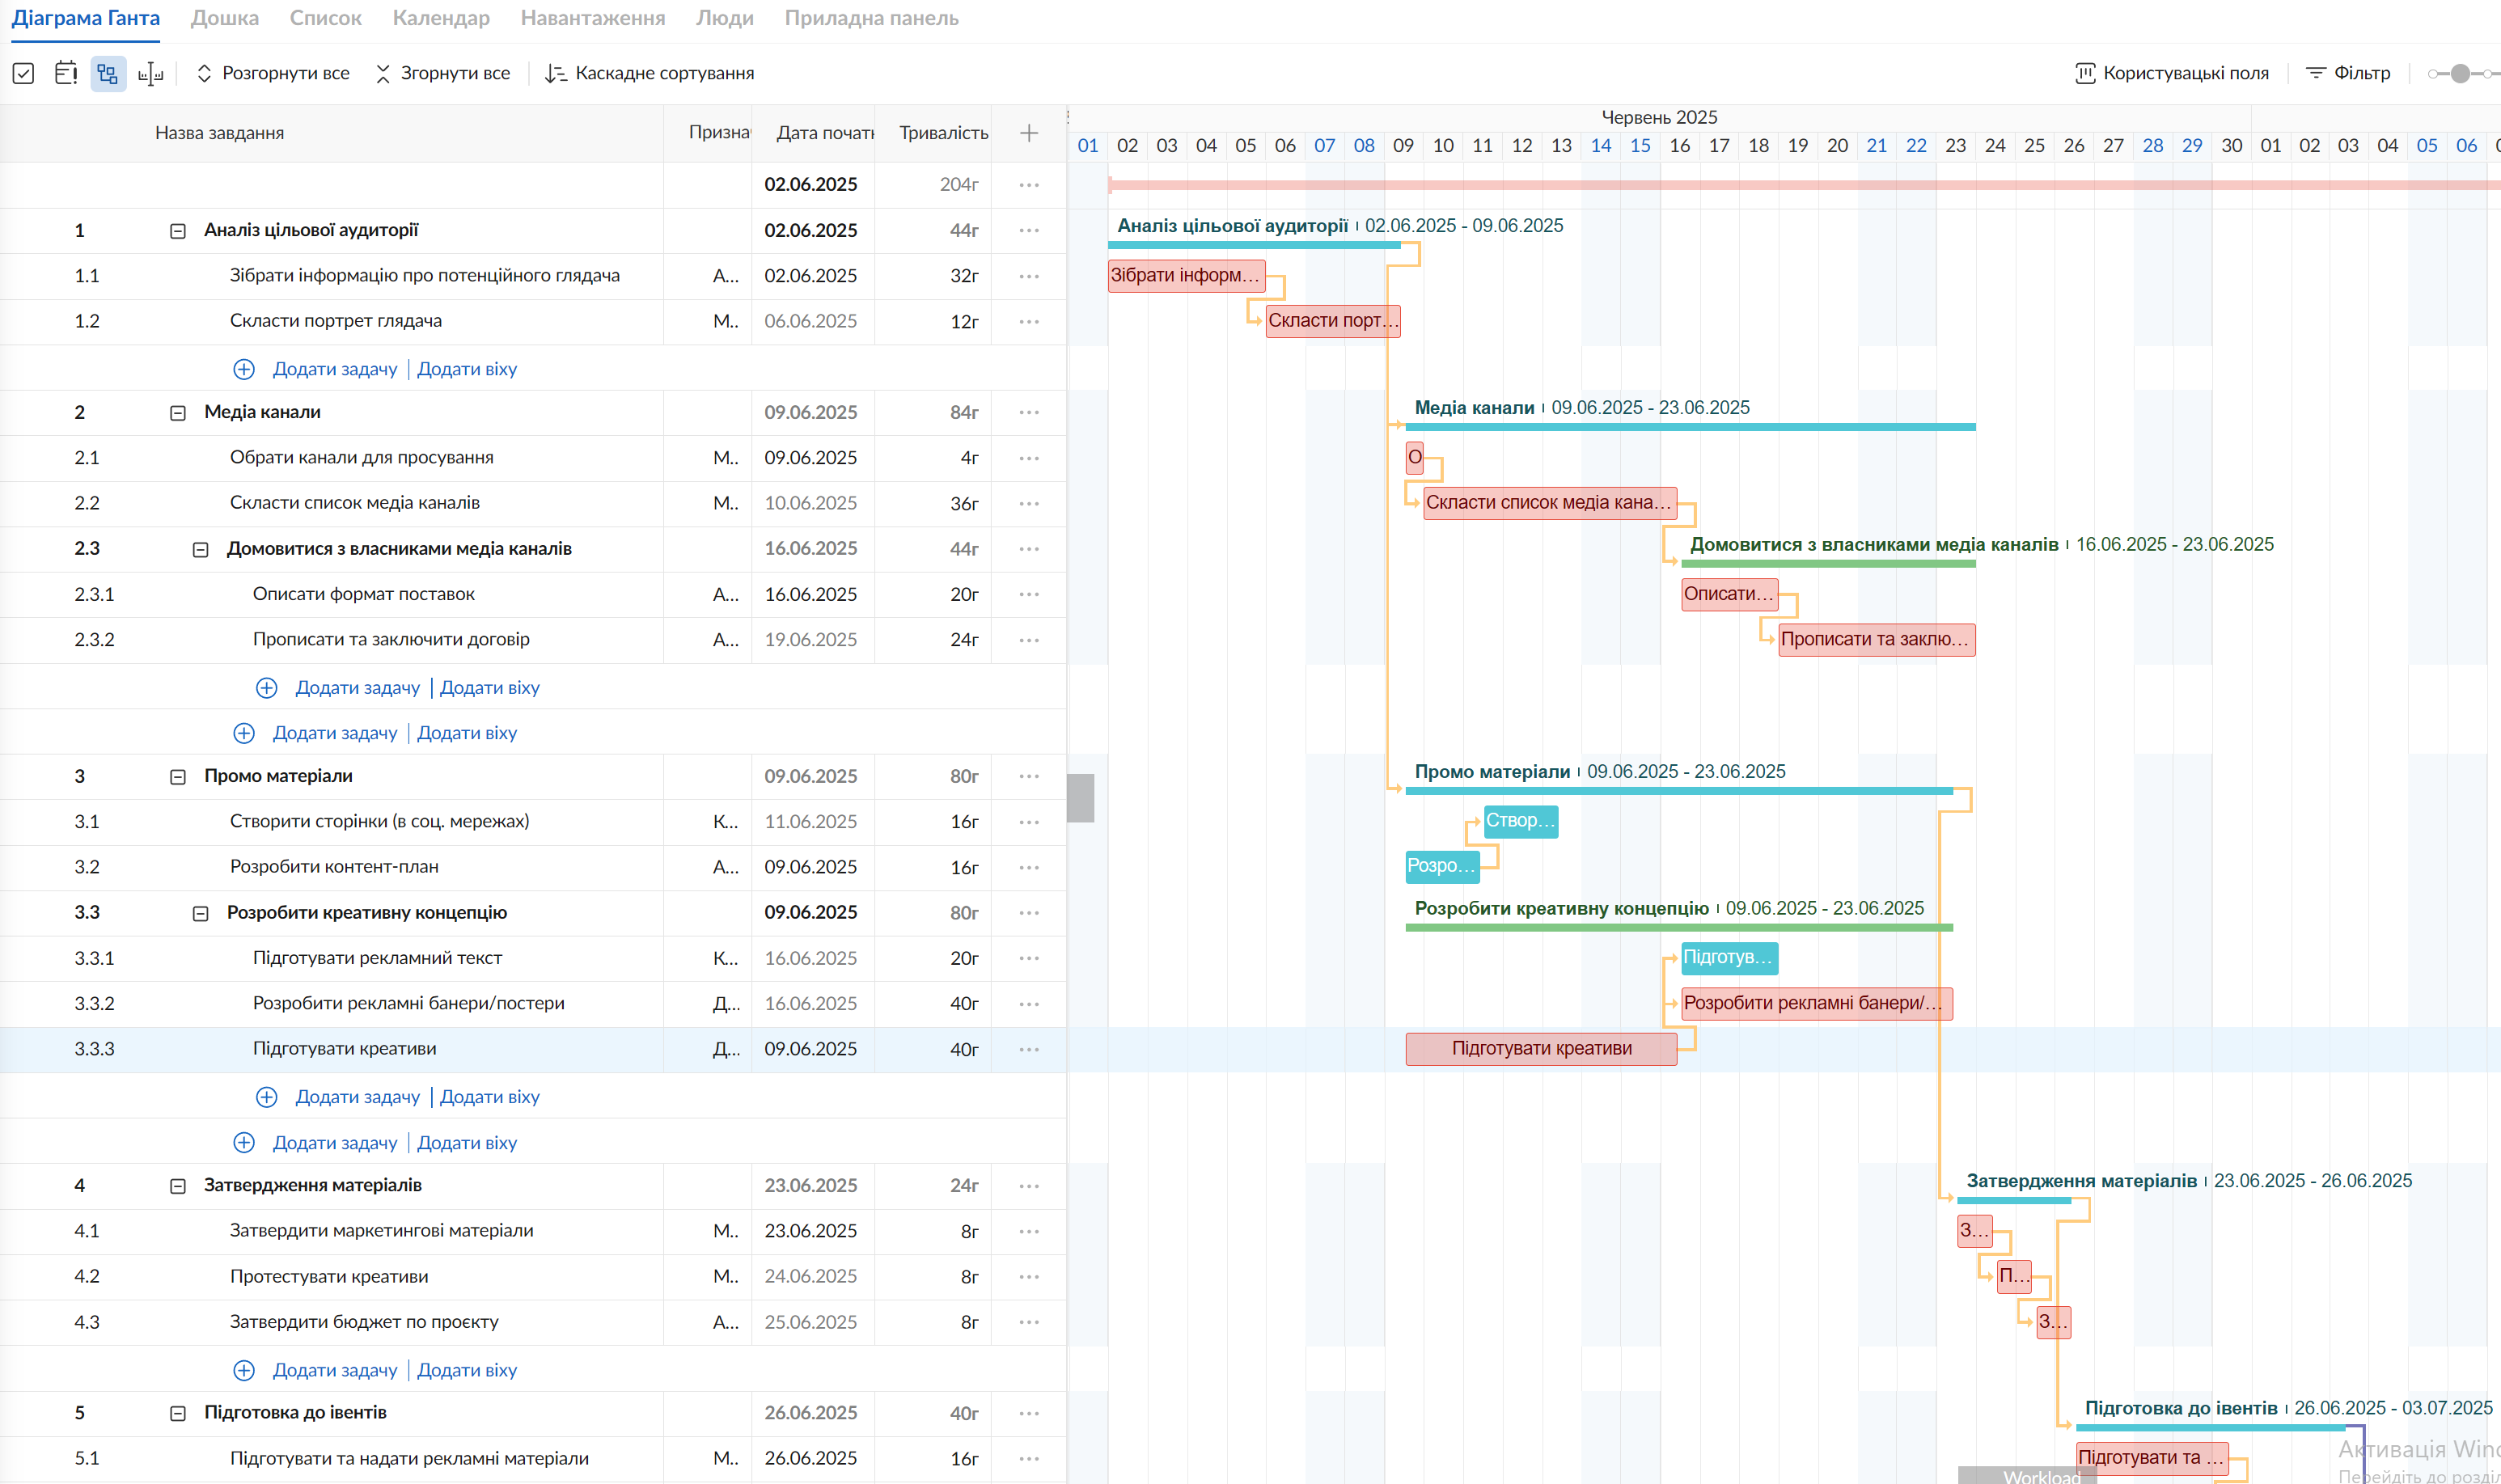 Діаграма Ганта Дошка Список Календар Навантаження Люди Приладна панель
Розгорнути все Згорнути все Каскадне сортування Користувацькі поля Фільтр
Назва завдання Призна Дата почат Тривалість
Червень 2025
01 02 03 04 05 06 07 08 09 10 11 12 13 14 15 16 17 18 19 20 21 22 23 24 25 26 27 28 29 30 01 02 03 04 05 06
02.06.2025 204г
1 Аналіз цільової аудиторії 02.06.2025 44г Аналіз цільової аудиторії 02.06.2025 - 09.06.2025
1.1 Зібрати інформацію про потенційного глядача А... 02.06.2025 32г Зібрати інформ...
1.2 Скласти портрет глядача М.. 06.06.2025 12г Скласти порт...
Додати задачу | Додати віху
2 Медіа канали 09.06.2025 84г Медіа канали 09.06.2025 - 23.06.2025
2.1 Обрати канали для просування М.. 09.06.2025 4г О
2.2 Скласти список медіа каналів М.. 10.06.2025 36г Скласти список медіа кана...
2.3 Домовитися з власниками медіа каналів 16.06.2025 44г Домовитися з власниками медіа каналів 16.06.2025 - 23.06.2025
2.3.1 Описати формат поставок А... 16.06.2025 20г Описати...
2.3.2 Прописати та заключити договір А... 19.06.2025 24г Прописати та заклю...
Додати задачу | Додати віху
Додати задачу | Додати віху
3 Промо матеріали 09.06.2025 80г Промо матеріали 09.06.2025 - 23.06.2025
3.1 Створити сторінки (в соц. мережах) К... 11.06.2025 16г Створ...
3.2 Розробити контент-план А... 09.06.2025 16г Розро...
3.3 Розробити креативну концепцію 09.06.2025 80г Розробити креативну концепцію 09.06.2025 - 23.06.2025
3.3.1 Підготувати рекламний текст К... 16.06.2025 20г Підготув...
3.3.2 Розробити рекламні банери/постери Д... 16.06.2025 40г Розробити рекламні банери/...
3.3.3 Підготувати креативи Д... 09.06.2025 40г Підготувати креативи
Додати задачу | Додати віху
Додати задачу | Додати віху
4 Затвердження матеріалів 23.06.2025 24г Затвердження матеріалів 23.06.2025 - 26.06.2025
4.1 Затвердити маркетингові матеріали М.. 23.06.2025 8г З...
4.2 Протестувати креативи М.. 24.06.2025 8г П...
4.3 Затвердити бюджет по проєкту А... 25.06.2025 8г З...
Додати задачу | Додати віху
5 Підготовка до івентів 26.06.2025 40г Підготовка до івентів 26.06.2025 - 03.07.2025
Активація Win
5.1 Підготувати та надати рекламні матеріали М.. 26.06.2025 16г Підготувати та ...
Workload Перейдіть до розділ